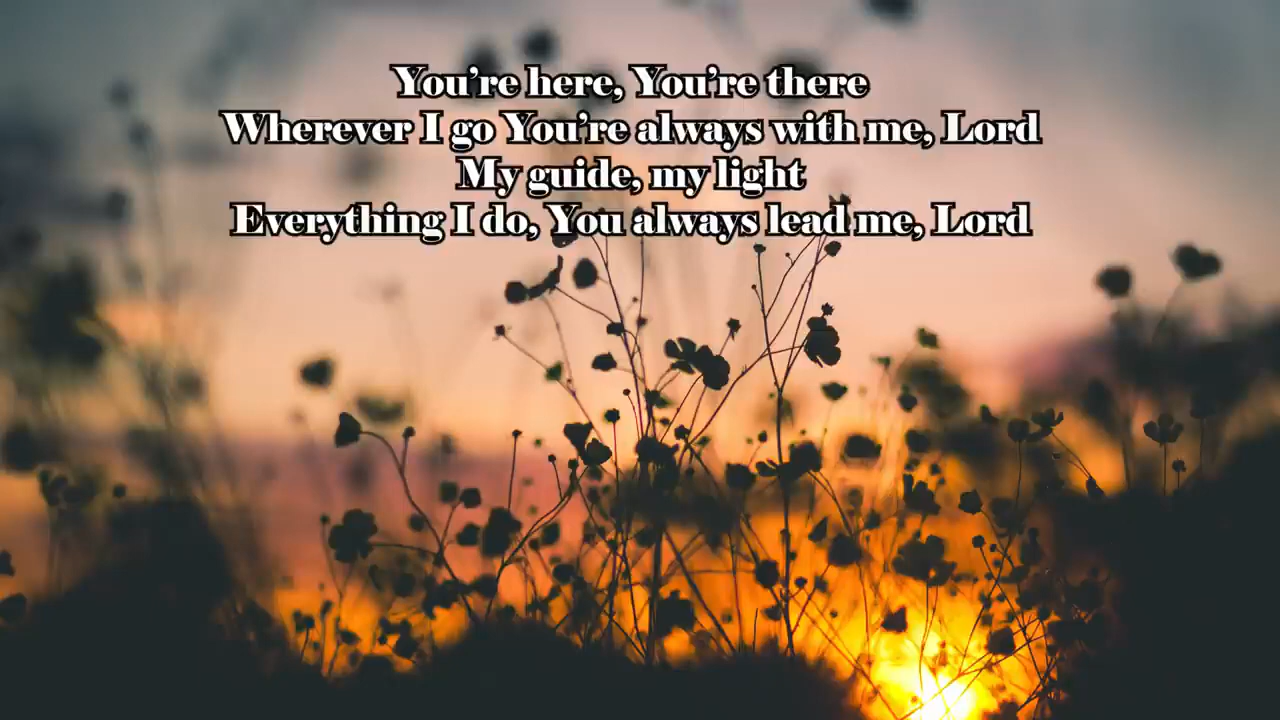 You're here, You're there
Wherever I go You're always with me, Lord
My guide, my light
Everything I do, You always lead me, Lord